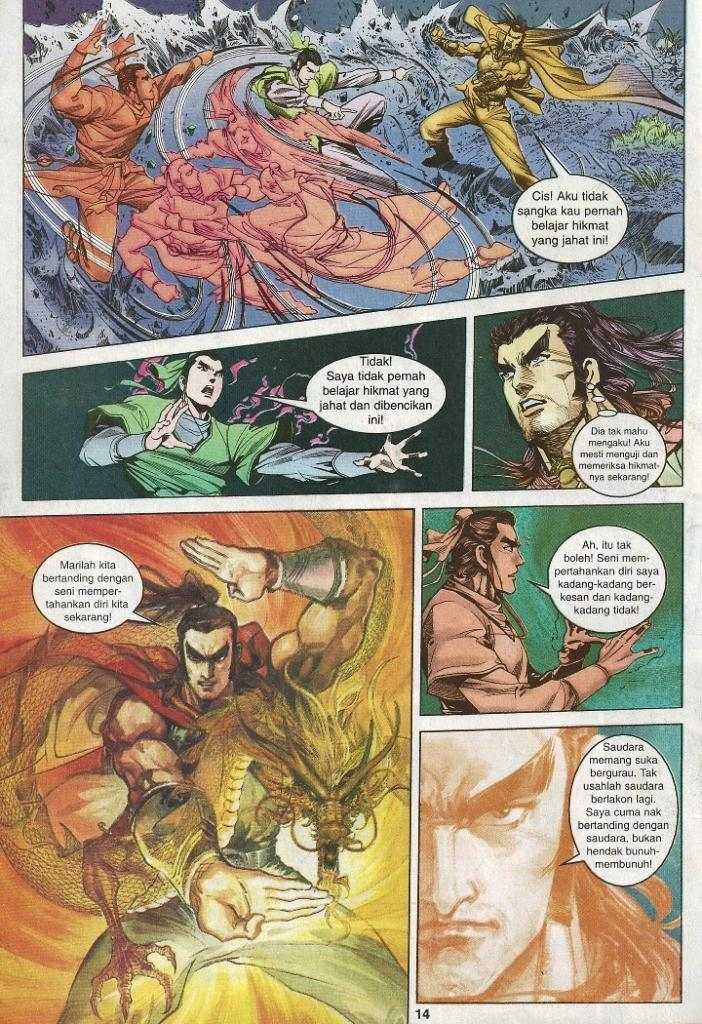 Cis! Aku tidak
sangka kau pernah
belajar hikmat
yang jahat ini!
Tidak!
Saya tidak pernah
belajar hikmat yang
jahat dan dibencikan
ini!
Dia tak mahu
mengaku! Aku
mesti menguji dan
memeriksa hikmat-
nya sekarang!
Marilah kita
bertanding dengan
seni memper-
tahankan diri kita
sekarang!
Ah, itu tak
boleh! Seni mem-
pertahankan diri saya
kadang-kadang ber-
kesan dan kadang-
kadang tidak!
Saudara
memang suka
bergurau. Tak
usahlah saudara
berlakon lagi.
Saya cuma nak
bertanding dengan
saudara, bukan
hendak bunuh-
membunuh!
14